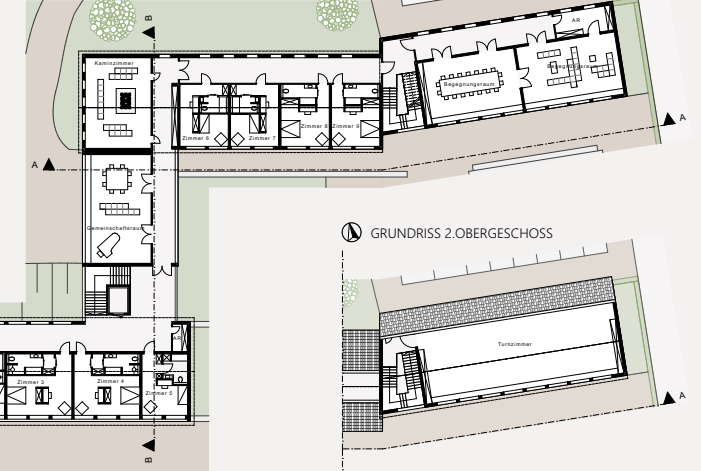 B
AR
Kaminzimmer
Begegnungsraum
Begegnungsraum
Zimmer 6
Zimmer 7
Zimmer 8
Zimmer 9
A
A
Gemeinschaftsraum
GRUNDRISS 2.OBERGESCHOSS
AR
Turnzimmer
Zimmer 3
Zimmer 4
Zimmer 5
A
B